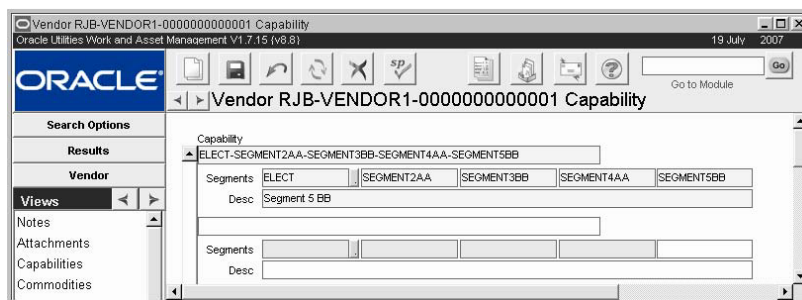 Vendor RJB-VENDOR1-0000000000001 Capability
Oracle Utilities Work and Asset Management V1.7.15 (v8.8) 19 July 2007
ORACLE
sp
Go
Go to Module
Vendor RJB-VENDOR1-0000000000001 Capability
Search Options
Results
Vendor
Views
Notes
Attachments
Capabilities
Commodities
Capability
ELECT-SEGMENT2AA-SEGMENT3BB-SEGMENT4AA-SEGMENT5BB
Segments ELECT SEGMENT2AA SEGMENT3BB SEGMENT4AA SEGMENT5BB
Desc Segment 5 BB
Segments
Desc